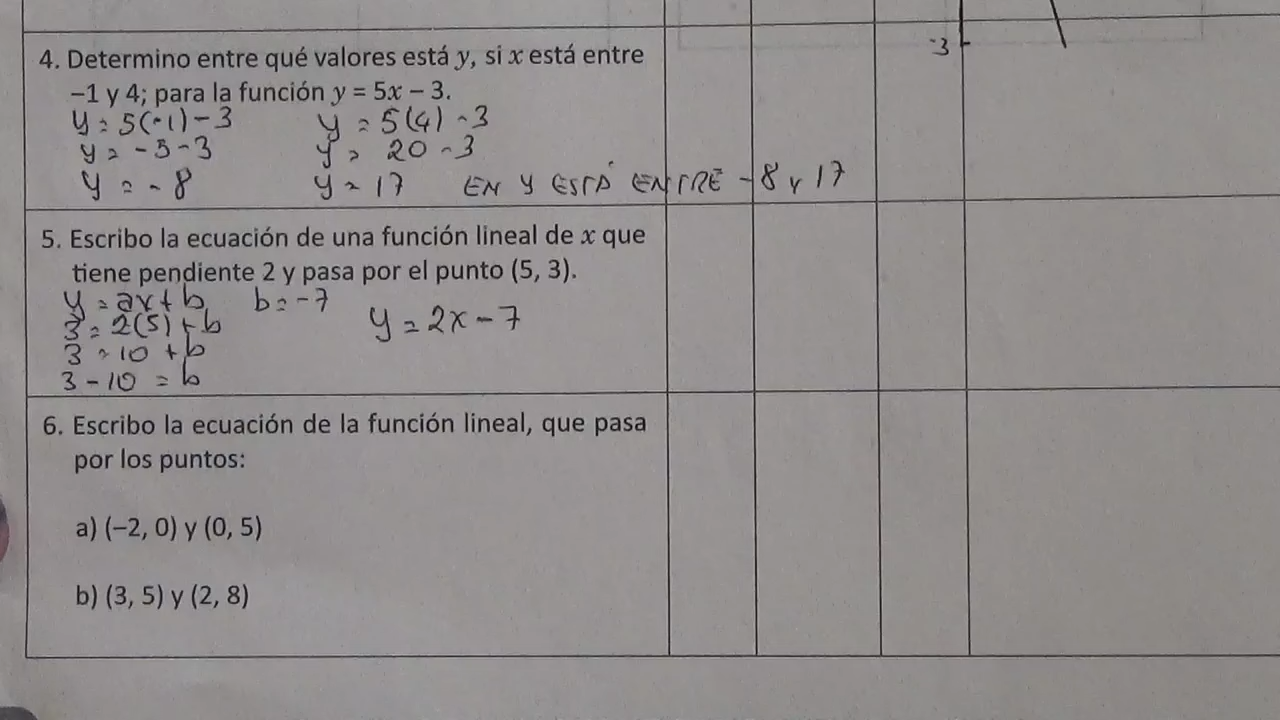 -3
4. Determino entre qué valores está y, si x está entre
−1 y 4; para la función y = 5x − 3.
y = 5(-1) - 3 y = 5(4) - 3
y = -5 - 3 y = 20 - 3
y = -8 y = 17 EN Y ESTÁ ENTRE -8 y 17
5. Escribo la ecuación de una función lineal de x que
tiene pendiente 2 y pasa por el punto (5, 3).
y = ax + b b = -7
3 = 2(5) + b y = 2x - 7
3 = 10 + b
3 - 10 = b
6. Escribo la ecuación de la función lineal, que pasa
por los puntos:
a) (−2, 0) y (0, 5)
b) (3, 5) y (2, 8)